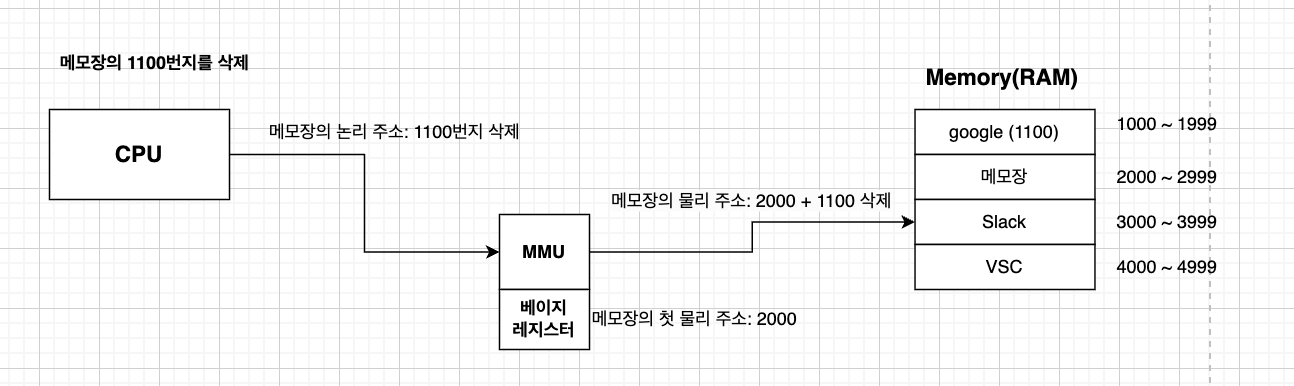 메모장의 1100번지를 삭제
Memory(RAM)
CPU
메모장의 논리 주소: 1100번지 삭제
google (1100)
1000 ~ 1999
메모장
2000 ~ 2999
메모장의 물리 주소: 2000 + 1100 삭제
Slack
3000 ~ 3999
MMU
VSC
4000 ~ 4999
베이지
레지스터
메모장의 첫 물리 주소: 2000